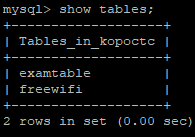 mysql> show tables;
+-------------------+
| Tables_in_kopoctc |
+-------------------+
| examtable         |
| freewifi          |
+-------------------+
2 rows in set (0.00 sec)